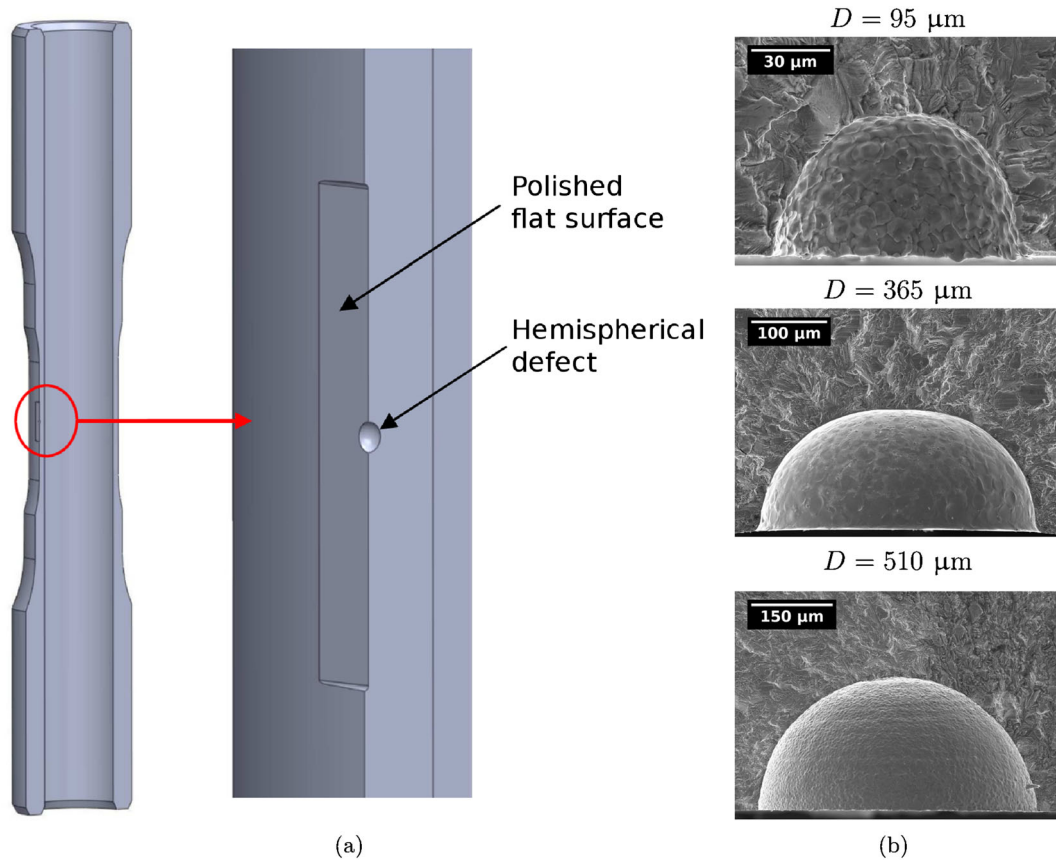 Polished
flat surface
Hemispherical
defect
(a)
D = 95 µm
30 µm
D = 365 µm
100 µm
D = 510 µm
150 µm
(b)